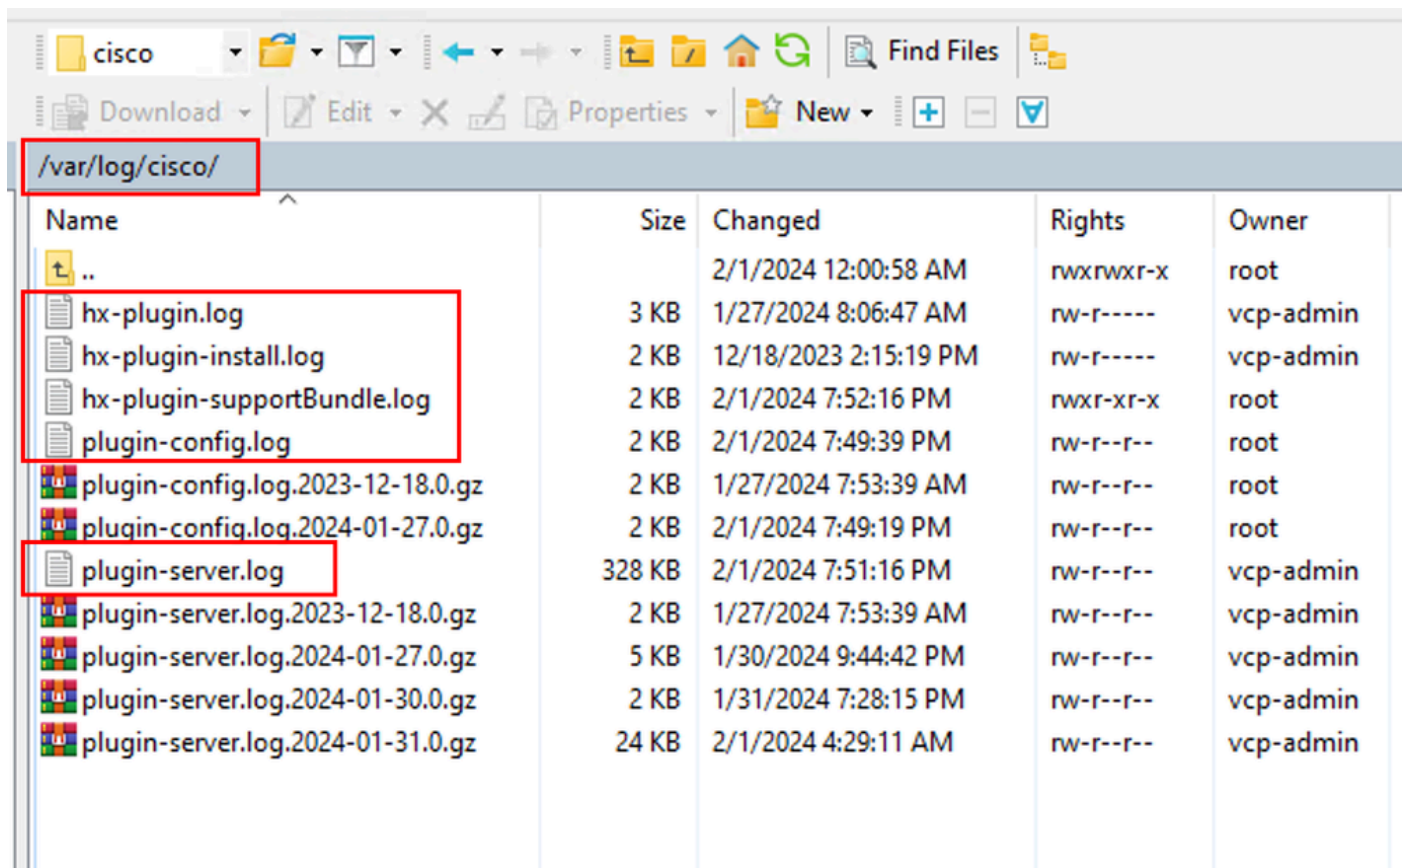 cisco Find Files
Download Edit Properties New
/var/log/cisco/
Name Size Changed Rights Owner
.. 2/1/2024 12:00:58 AM rwxrwxr-x root
hx-plugin.log 3 KB 1/27/2024 8:06:47 AM rw-r----- vcp-admin
hx-plugin-install.log 2 KB 12/18/2023 2:15:19 PM rw-r----- vcp-admin
hx-plugin-supportBundle.log 2 KB 2/1/2024 7:52:16 PM rwxr-xr-x root
plugin-config.log 2 KB 2/1/2024 7:49:39 PM rw-r--r-- root
plugin-config.log.2023-12-18.0.gz 2 KB 1/27/2024 7:53:39 AM rw-r--r-- root
plugin-config.log.2024-01-27.0.gz 2 KB 2/1/2024 7:49:19 PM rw-r--r-- root
plugin-server.log 328 KB 2/1/2024 7:51:16 PM rw-r--r-- vcp-admin
plugin-server.log.2023-12-18.0.gz 2 KB 1/27/2024 7:53:39 AM rw-r--r-- vcp-admin
plugin-server.log.2024-01-27.0.gz 5 KB 1/30/2024 9:44:42 PM rw-r--r-- vcp-admin
plugin-server.log.2024-01-30.0.gz 2 KB 1/31/2024 7:28:15 PM rw-r--r-- vcp-admin
plugin-server.log.2024-01-31.0.gz 24 KB 2/1/2024 4:29:11 AM rw-r--r-- vcp-admin